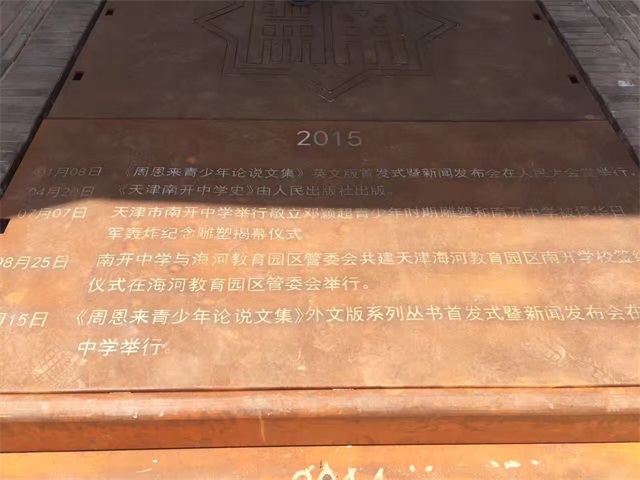 2015
01月08日 《周恩来青少年论说文集》英文版首发式暨新闻发布会在人民大会堂举行。
04月20日 《天津南开中学史》由人民出版社出版。
07月07日 天津市南开中学举行敬立邓颖超青少年时期雕塑和南开中学被侵华日
军轰炸纪念雕塑揭幕仪式。
08月25日 南开中学与海河教育园区管委会共建天津海河教育园区南开学校签约
仪式在海河教育园区管委会举行。
月15日 《周恩来青少年论说文集》外文版系列丛书首发式暨新闻发布会在
中学举行。
2014